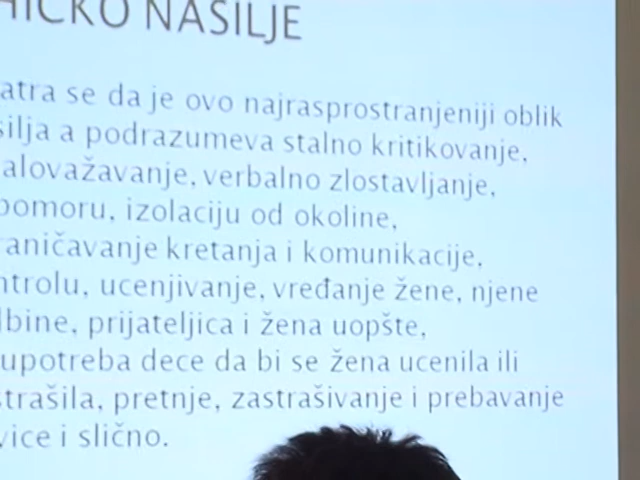 HIČKO NASILJE
atra se da je ovo najrasprostranjeniji oblik
silja a podrazumeva stalno kritikovanje,
alovažavanje, verbalno zlostavljanje,
pomoru, izolaciju od okoline,
raničavanje kretanja i komunikacije,
ntrolu, ucenjivanje, vređanje žene, njene
dbine, prijateljica i žena uopšte,
upotreba dece da bi se žena ucenila ili
strašila, pretnje, zastrašivanje i prebavanje
vice i slično.